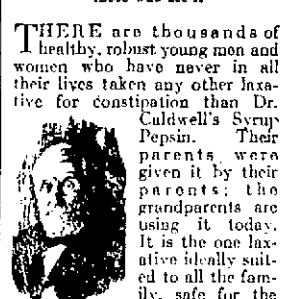 THERE are thousands of
healthy, robust young men and
women who have never in all
their lives taken any other laxa-
tive for constipation than Dr.
Caldwell's Syrup
Pepsin. Their
parents were
given it by their
parents; the
grandparents are
using it today.
It is the one lax-
ative ideally suit-
ed to all the fam-
ily, safe for the